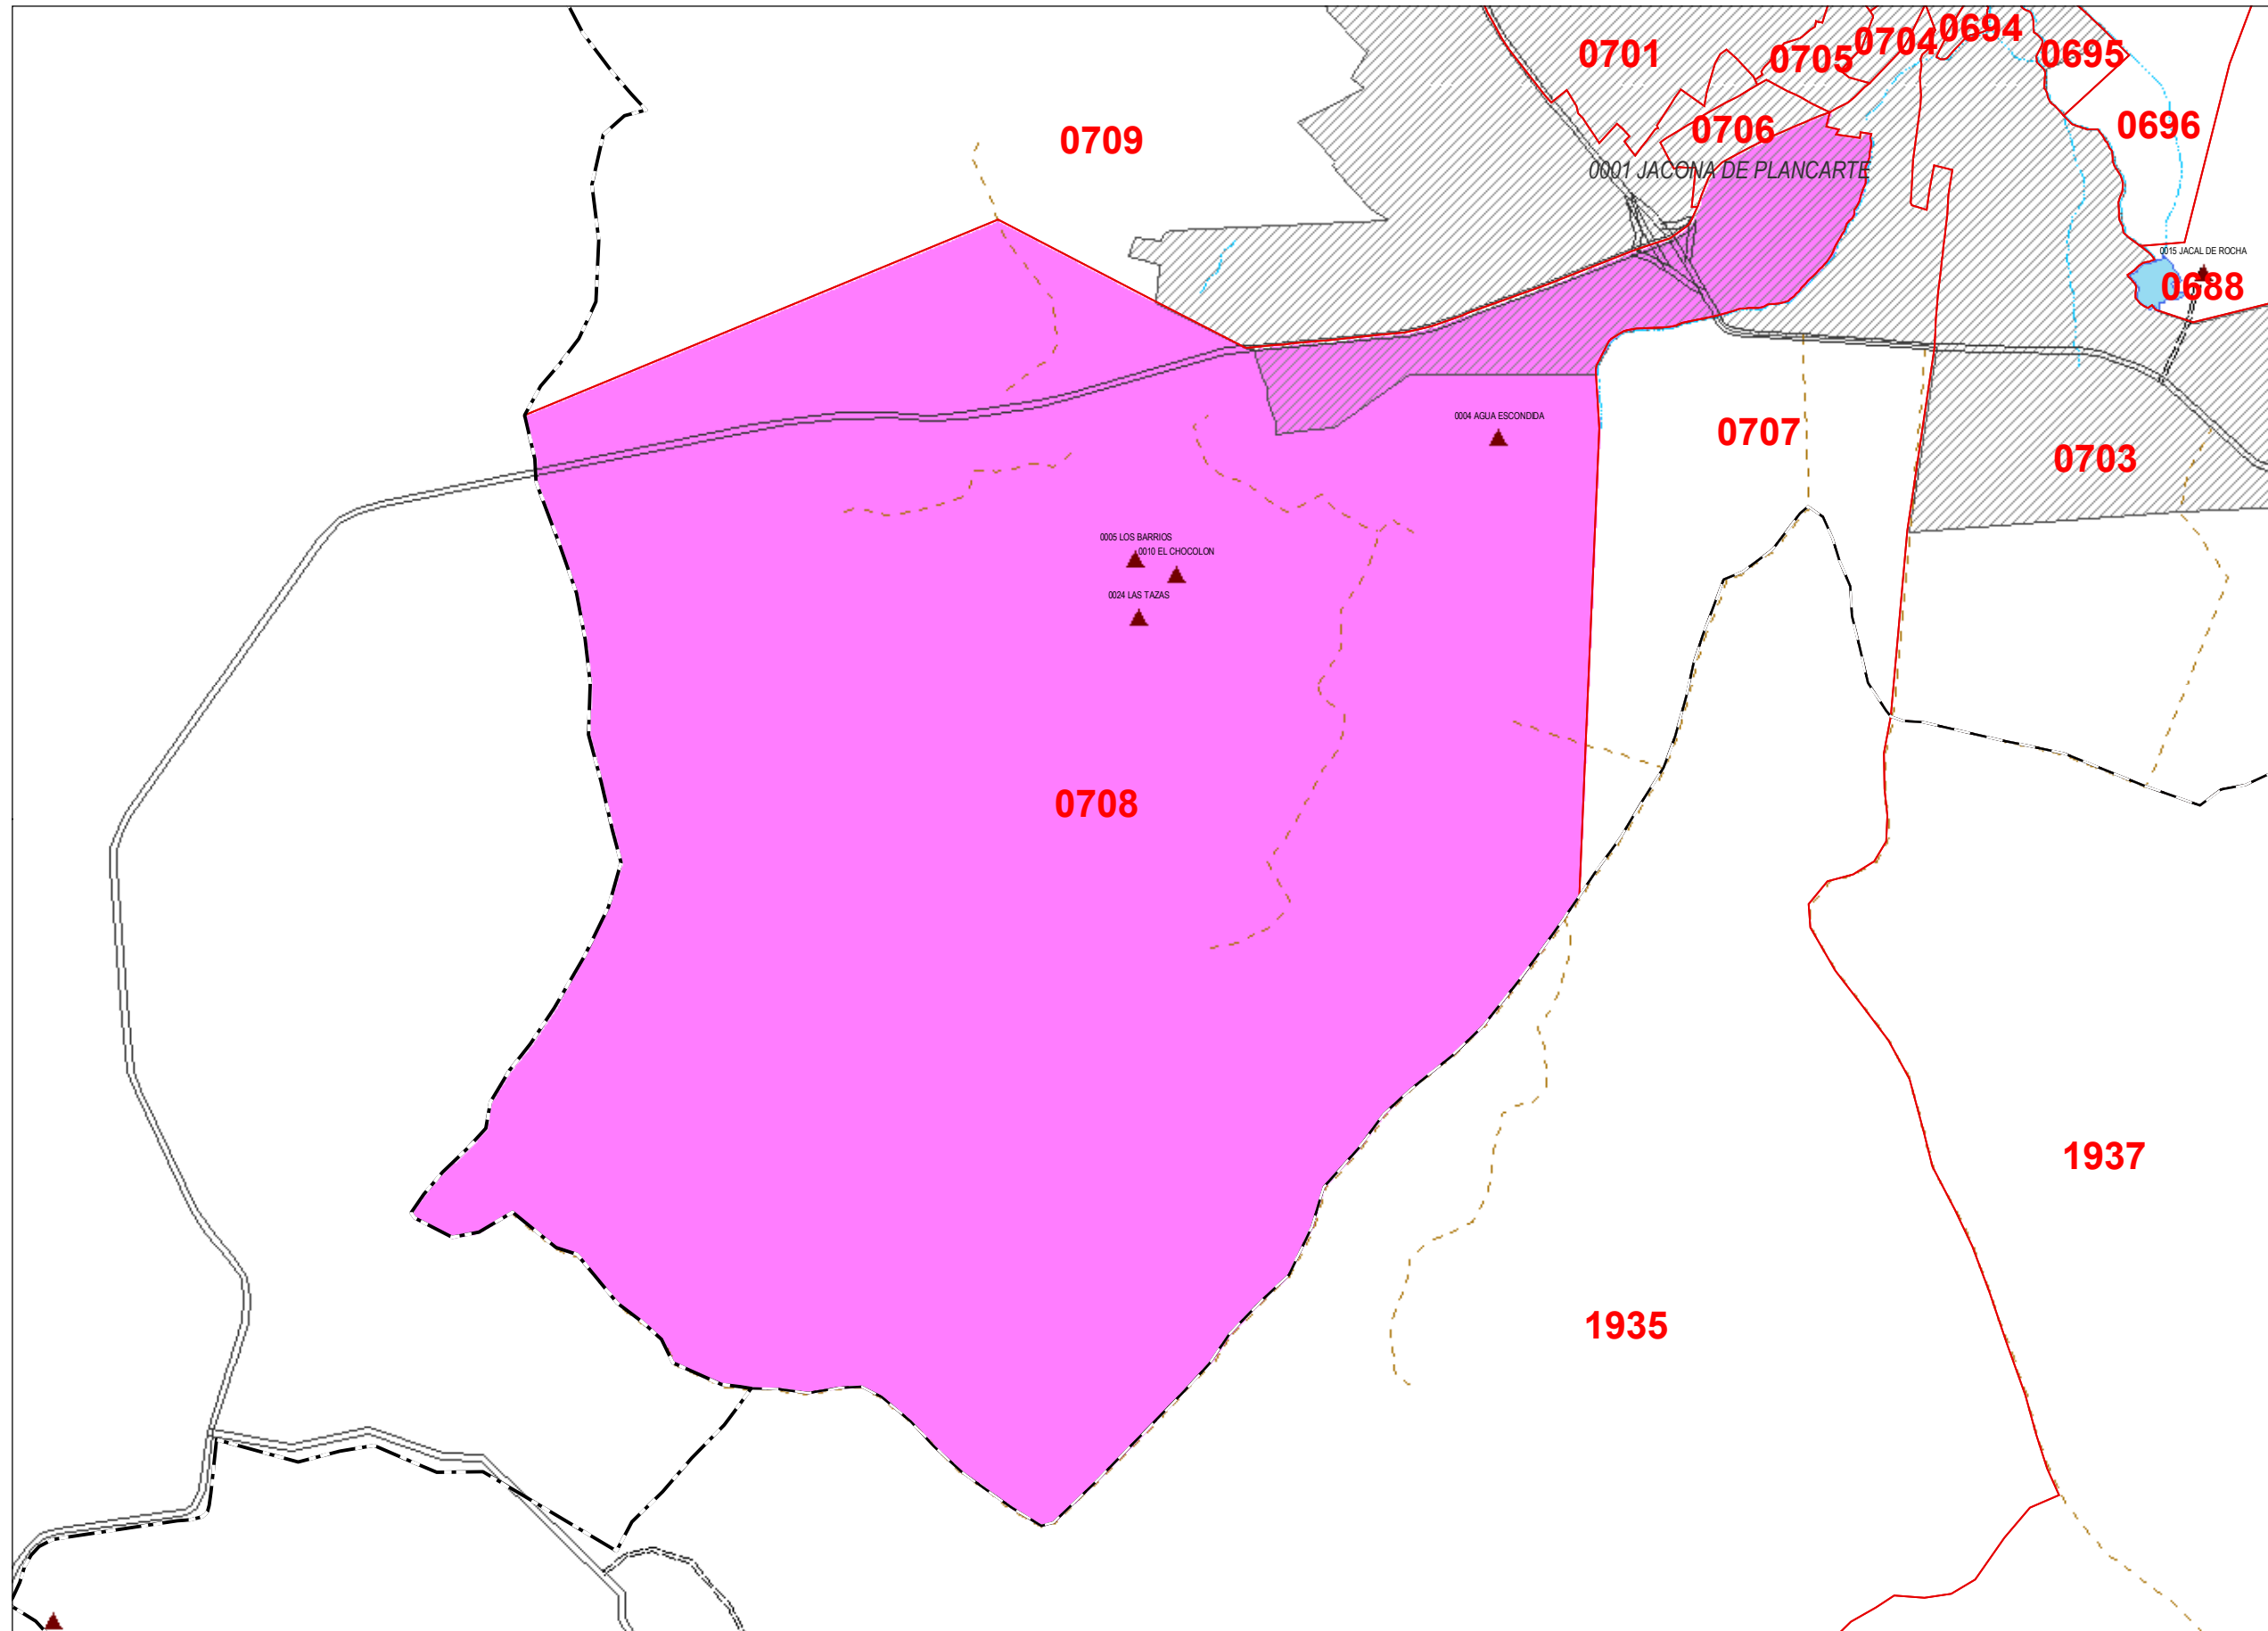 0694
0704
0701
0695
0705
0696
0706
0709
0001 JACONA DE PLANCARTE
0015 JACAL DE ROCHA
0688
0004 AGUA ESCONDIDA
0707
0703
0005 LOS BARRIOS
0010 EL CHOCOLON
0024 LAS TAZAS
0708
1937
1935